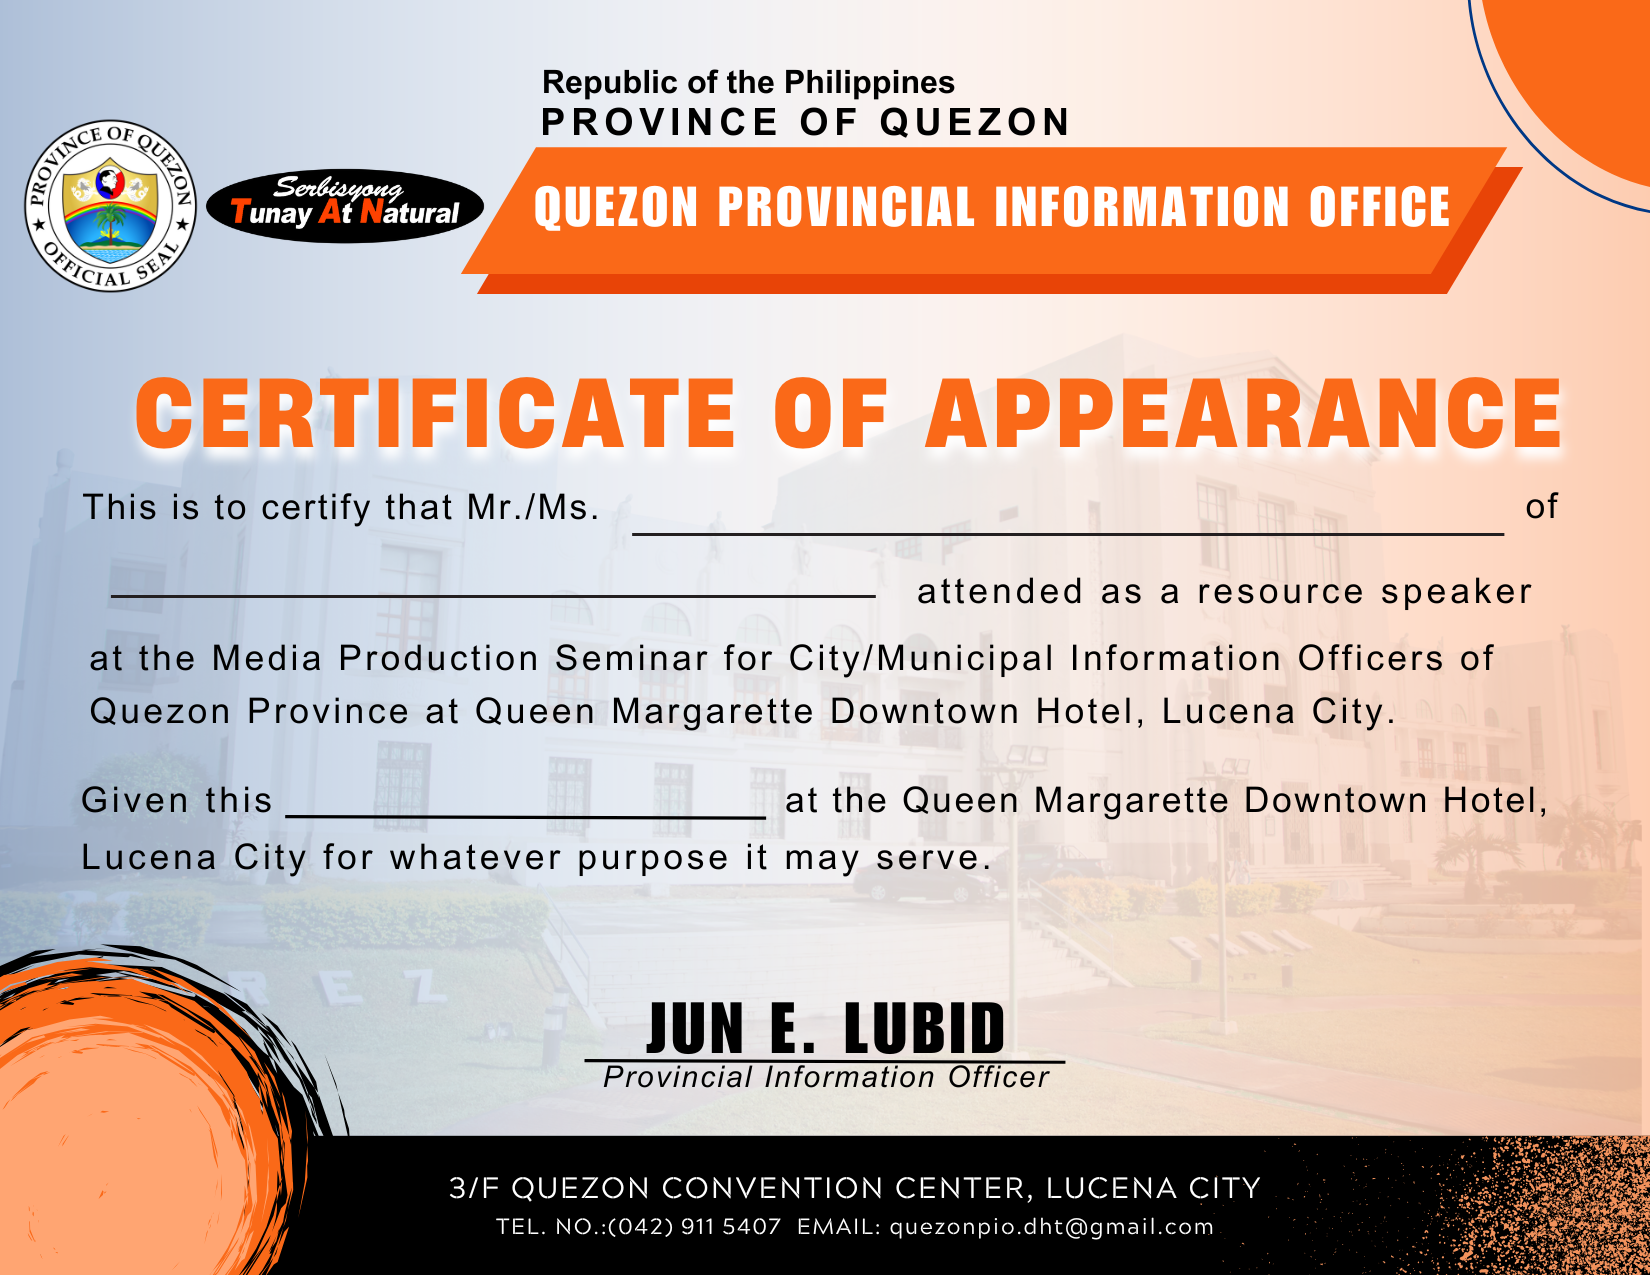 Republic of the Philippines
PROVINCE OF QUEZON
PROVINCE OF QUEZON
OFFICIAL SEAL
Serbisyong
Tunay At Natural
QUEZON PROVINCIAL INFORMATION OFFICE
CERTIFICATE OF APPEARANCE
This is to certify that Mr./Ms. of
attended as a resource speaker
at the Media Production Seminar for City/Municipal Information Officers of
Quezon Province at Queen Margarette Downtown Hotel, Lucena City.
Given this at the Queen Margarette Downtown Hotel,
Lucena City for whatever purpose it may serve.
REZ
PARK
JUN E. LUBID
Provincial Information Officer
3/F QUEZON CONVENTION CENTER, LUCENA CITY
TEL. NO.:(042) 911 5407 EMAIL: quezonpio.dht@gmail.com